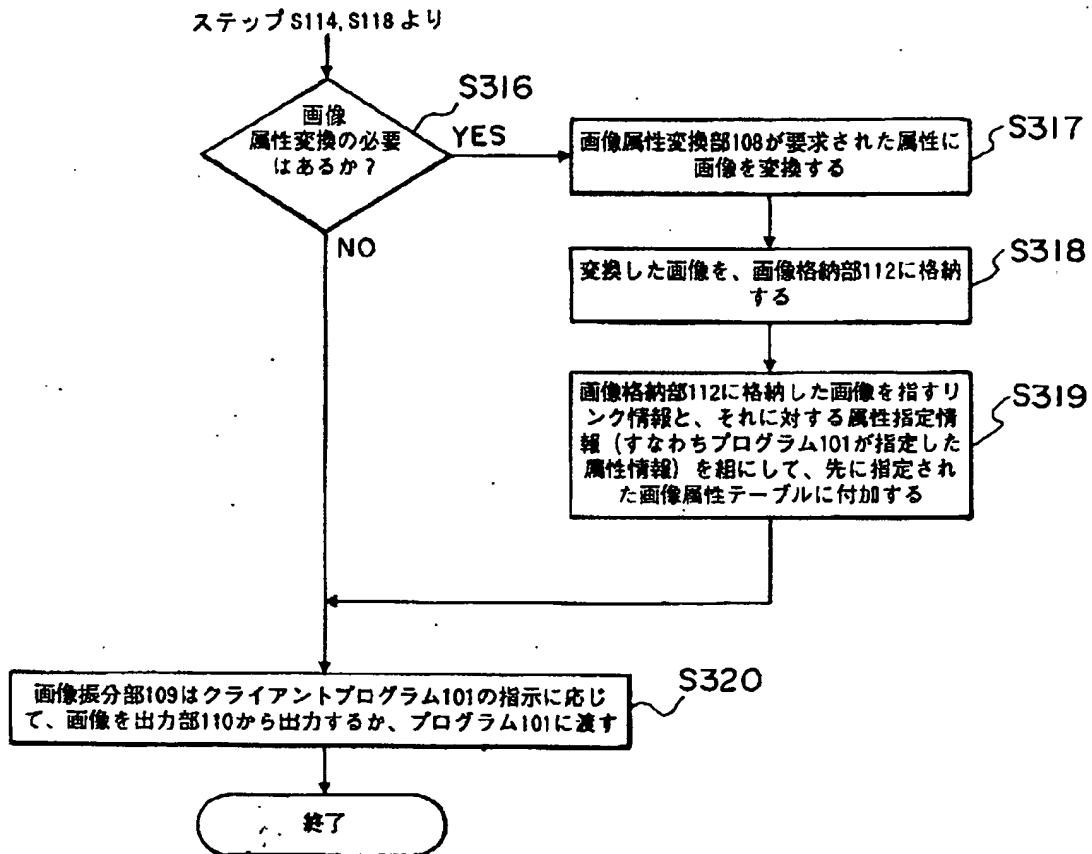 ステップS114,S118より
S316
画像
属性変換の必要
はあるか？
YES
NO
画像属性変換部108が要求された属性に
画像を変換する
S317
変換した画像を、画像格納部112に格納
する
S318
画像格納部112に格納した画像を指すリ
ンク情報と、それに対する属性指定情
報（すなわちプログラム101が指定した
属性情報）を組にして、先に指定され
た画像属性テーブルに付加する
S319
画像振分部109はクライアントプログラム101の指示に応じ
て、画像を出力部110から出力するか、プログラム101に渡す
S320
終了